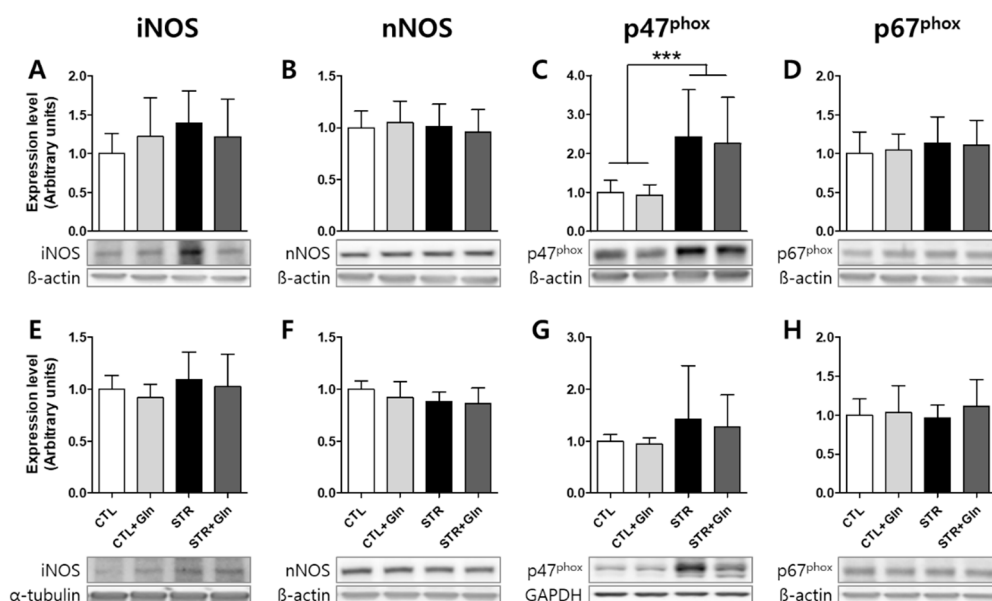 iNOS nNOS p47phox p67phox
A B C D
Expression level
(Arbitrary units)
2.0 1.5 1.0 0.5 0.0
1.5 1.0 0.5 0.0
4.0 3.0 2.0 1.0 0.0
***
2.0 1.5 1.0 0.5 0.0
iNOS nNOS p47phox p67phox
ß-actin ß-actin ß-actin ß-actin
E F G H
Expression level
(Arbitrary units)
1.5 1.0 0.5 0.0
1.5 1.0 0.5 0.0
3.0 2.0 1.0 0.0
2.0 1.5 1.0 0.5 0.0
CTL CTL+Gln STR STR+Gln
CTL CTL+Gln STR STR+Gln
CTL CTL+Gln STR STR+Gln
CTL CTL+Gln STR STR+Gln
iNOS nNOS p47phox p67phox
α-tubulin ß-actin GAPDH ß-actin